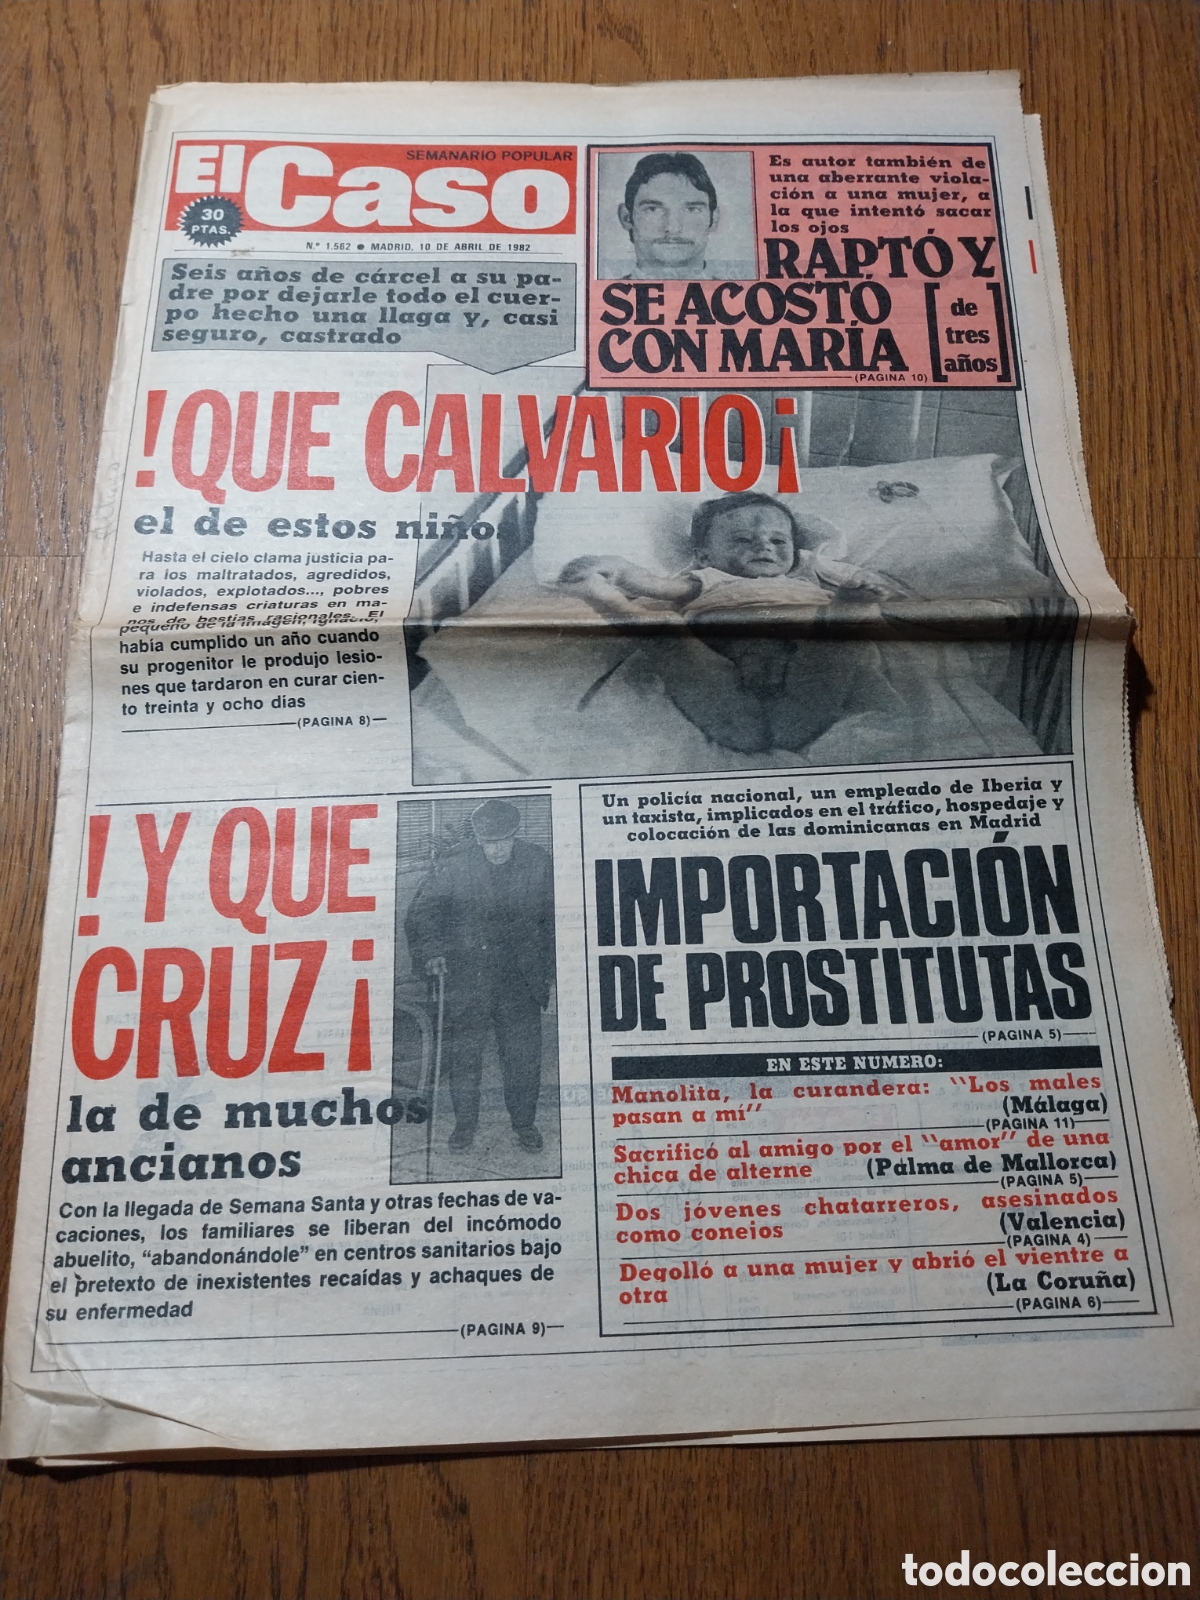 El Caso
SEMANARIO POPULAR
30
PTAS.
N.º 1.562 ● MADRID, 10 DE ABRIL DE 1982
Es autor también de
una aberrante viola-
ción a una mujer, a
la que intentó sacar
los ojos
RAPTÓ Y
SE ACOSTÓ
CON MARÍA
[de
tres
años]
(PAGINA 10)
Seis años de cárcel a su pa-
dre por dejarle todo el cuer-
po hecho una llaga y, casi
seguro, castrado
!QUE CALVARIO¡
el de estos niños
Hasta el cielo clama justicia pa-
ra los maltratados, agredidos,
violados, explotados..., pobres
e indefensas criaturas en ma-
nos de bestias racionales. El
pequeño de la imagen, Ignacio,
había cumplido un año cuando
su progenitor le produjo lesio-
nes que tardaron en curar cien-
to treinta y ocho días
(PAGINA 8)
!Y QUE
CRUZ¡
la de muchos
ancianos
Con la llegada de Semana Santa y otras fechas de va-
caciones, los familiares se liberan del incómodo
abuelito, "abandonándole" en centros sanitarios bajo
el pretexto de inexistentes recaídas y achaques de
su enfermedad
(PAGINA 9)
Un policía nacional, un empleado de Iberia y
un taxista, implicados en el tráfico, hospedaje y
colocación de las dominicanas en Madrid
IMPORTACIÓN
DE PROSTITUTAS
(PAGINA 5)
EN ESTE NUMERO:
Manolita, la curandera: "Los males
pasan a mí" (Málaga)
(PAGINA 11)
Sacrificó al amigo por el "amor" de una
chica de alterne (Palma de Mallorca)
(PAGINA 5)
Dos jóvenes chatarreros, asesinados
como conejos (Valencia)
(PAGINA 4)
Degolló a una mujer y abrió el vientre a
otra (La Coruña)
(PAGINA 6)
todocoleccion